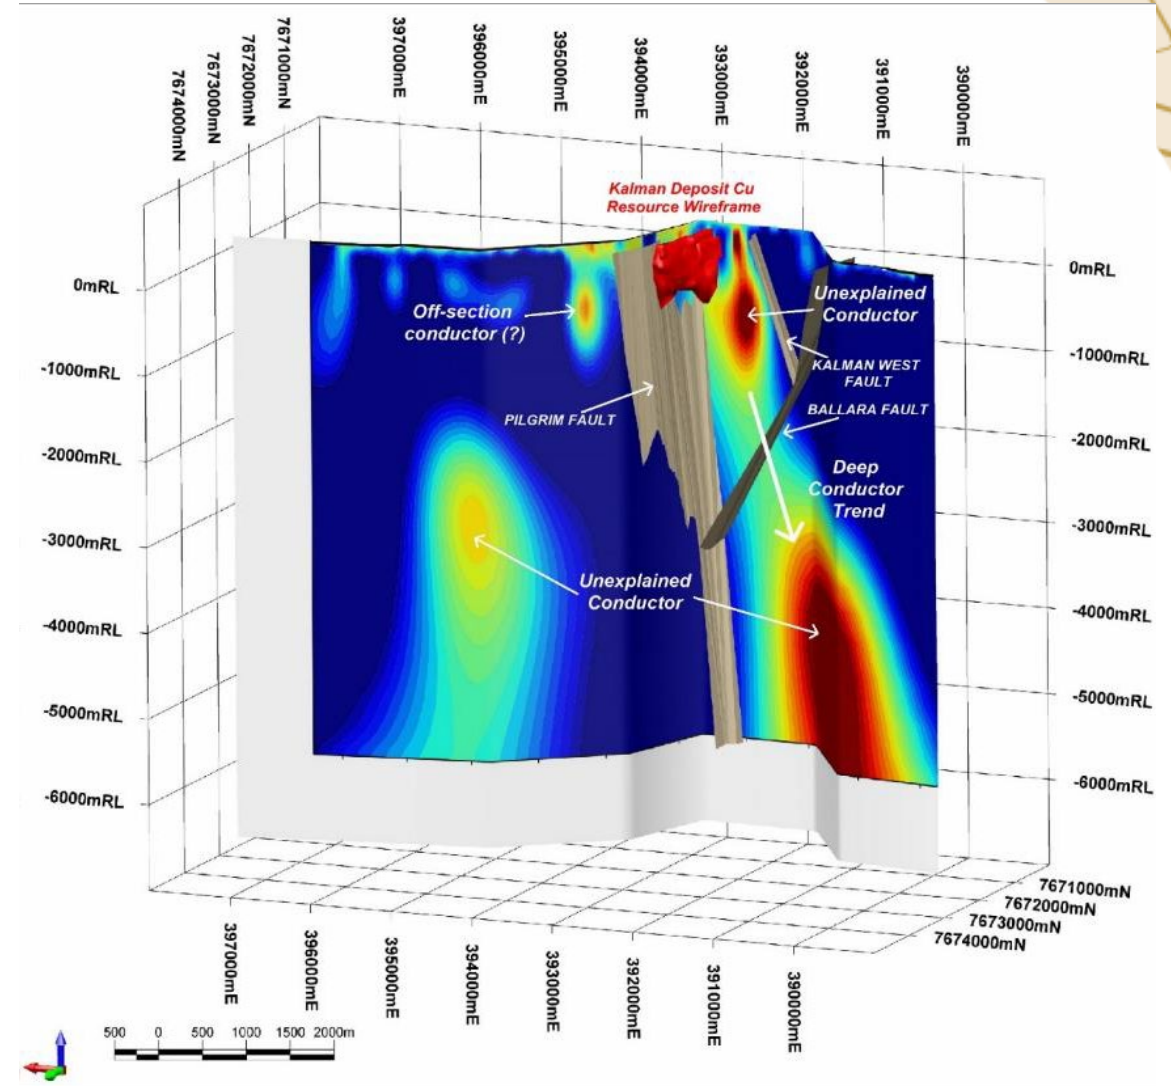 7674000mN
7673000mN
7672000mN
7671000mN
397000mE
396000mE
395000mE
394000mE
393000mE
392000mE
391000mE
390000mE
Kalman Deposit Cu
Resource Wireframe
0mRL
-1000mRL
-2000mRL
-3000mRL
-4000mRL
-5000mRL
-6000mRL
Off-section
conductor (?)
PILGRIM FAULT
Unexplained
Conductor
KALMAN WEST
FAULT
BALLARA FAULT
Deep
Conductor
Trend
Unexplained
Conductor
0mRL
-1000mRL
-2000mRL
-3000mRL
-4000mRL
-5000mRL
-6000mRL
7671000mN
7672000mN
7673000mN
7674000mN
397000mE
396000mE
395000mE
394000mE
393000mE
392000mE
391000mE
390000mE
500 0 500 1000 1500 2000m